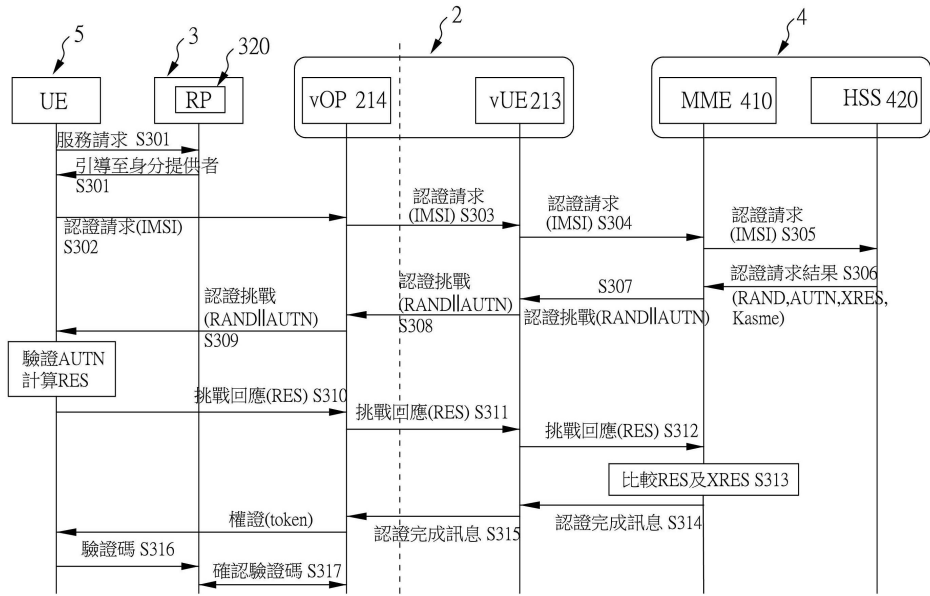 5
3
320
2
4
UE
RP
vOP 214
vUE 213
MME 410
HSS 420
服務請求 S301
引導至身分提供者
S301
認證請求(IMSI)
S302
認證請求
(IMSI) S303
認證請求
(IMSI) S304
認證請求
(IMSI) S305
認證請求結果 S306
(RAND,AUTN,XRES,
Kasme)
S307
認證挑戰(RAND||AUTN)
認證挑戰
(RAND||AUTN)
S308
認證挑戰
(RAND||AUTN)
S309
驗證AUTN
計算RES
挑戰回應(RES) S310
挑戰回應(RES) S311
挑戰回應(RES) S312
比較RES及XRES S313
認證完成訊息 S314
認證完成訊息 S315
權證(token)
驗證碼 S316
確認驗證碼 S317